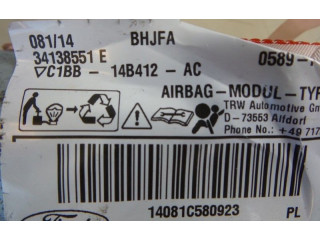 081/14 BHJFA
34138551 E 0589-
C1BB - 14B412 - AC
AIRBAG-MODUL-TYP
TRW Automotive Gm
D - 73553 Alfdorf
Phone No.: +49 717
14081C580923 PL
Ford